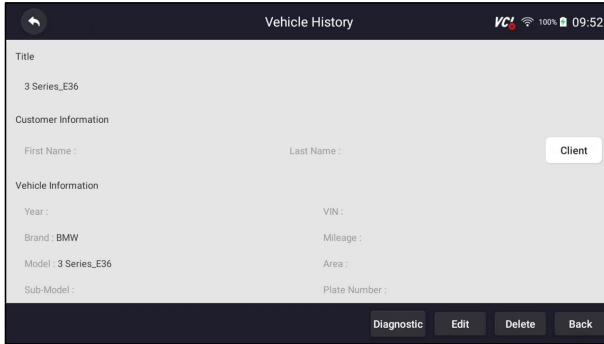 Vehicle History
VCI 100% 09:52
Title
3 Series_E36
Customer Information
First Name : Last Name : Client
Vehicle Information
Year : VIN :
Brand : BMW Mileage :
Model : 3 Series_E36 Area :
Sub-Model : Plate Number :
Diagnostic Edit Delete Back